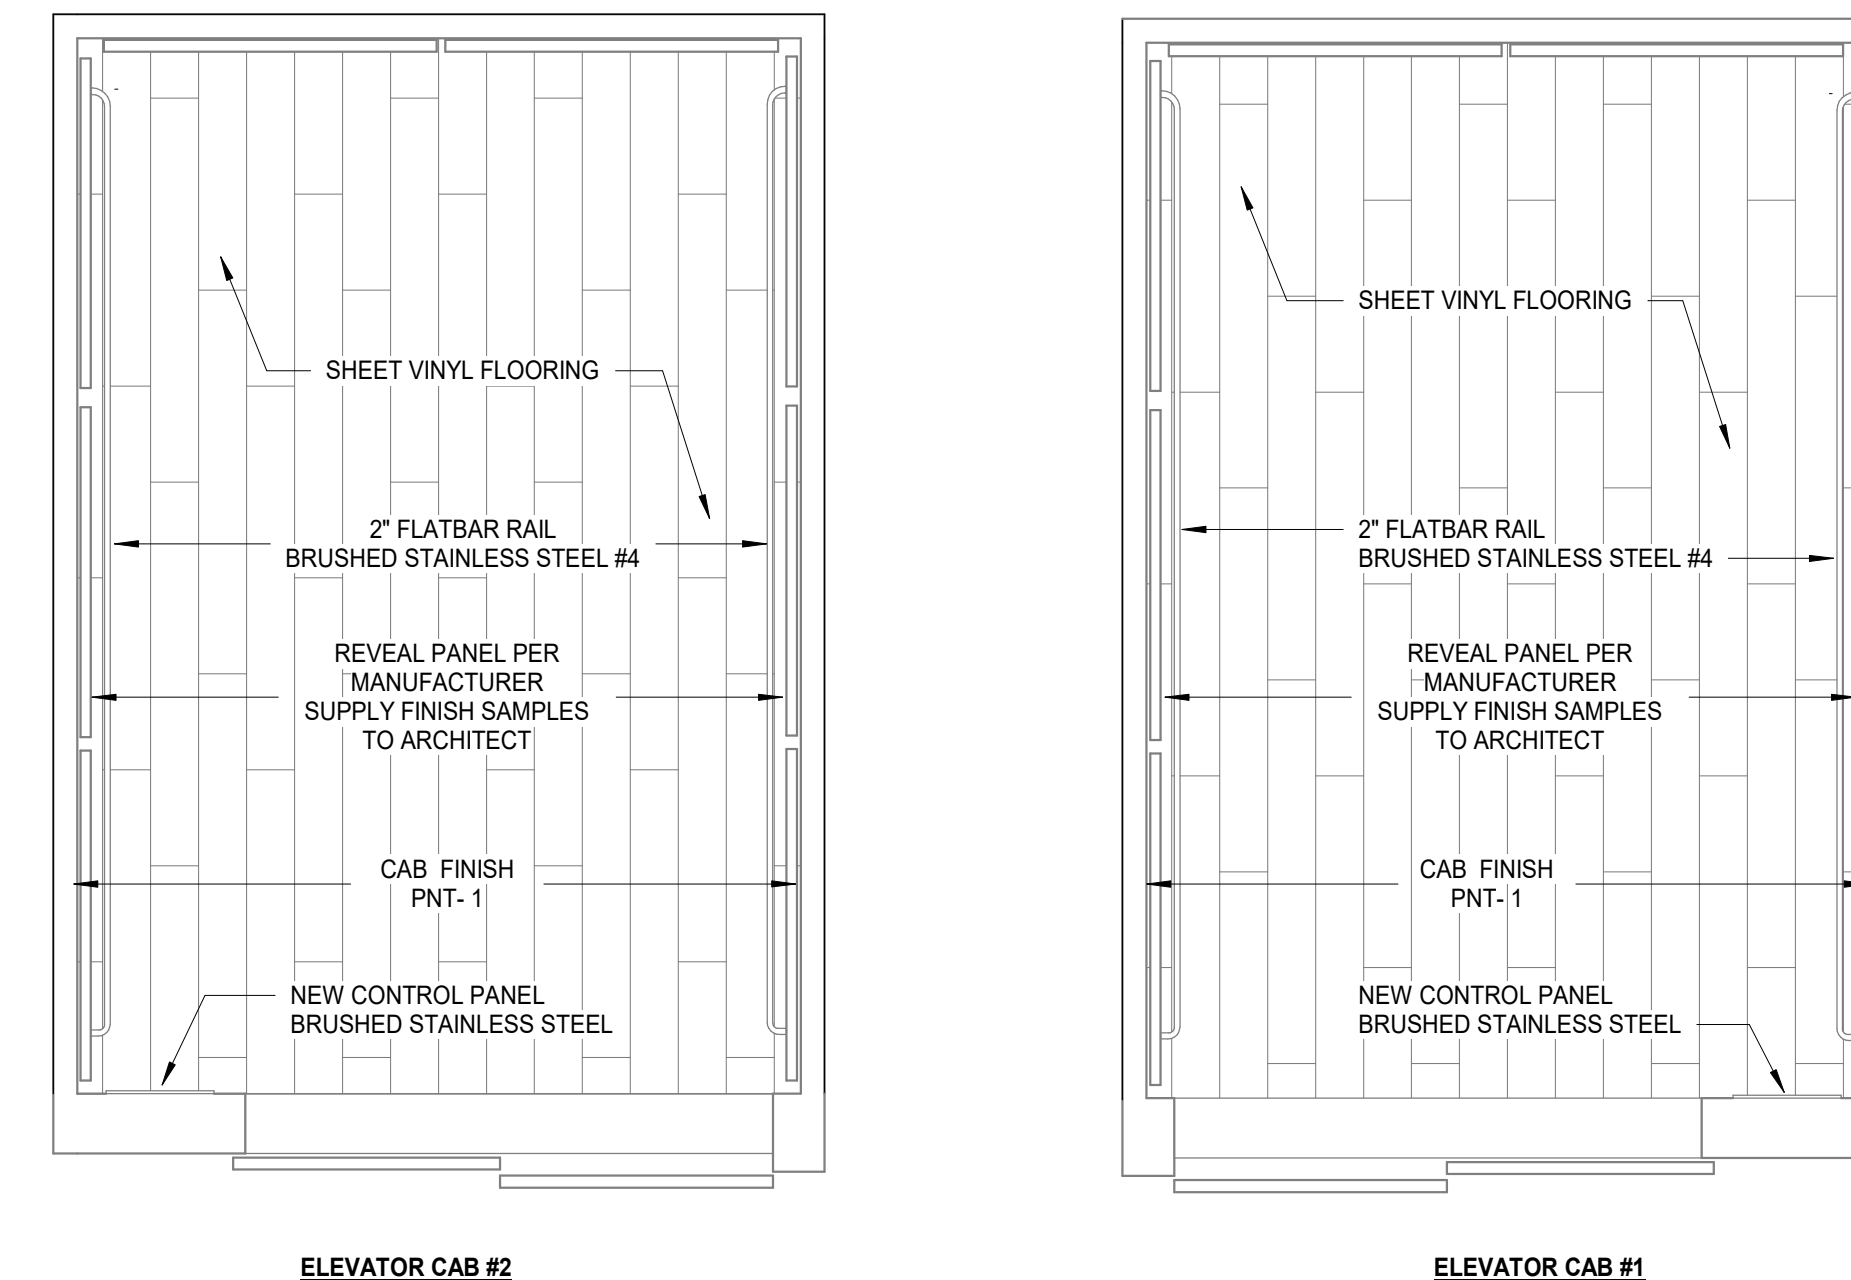 SHEET VINYL FLOORING
2" FLATBAR RAIL
BRUSHED STAINLESS STEEL #4
REVEAL PANEL PER
MANUFACTURER
SUPPLY FINISH SAMPLES
TO ARCHITECT
CAB FINISH
PNT- 1
NEW CONTROL PANEL
BRUSHED STAINLESS STEEL
ELEVATOR CAB #2
SHEET VINYL FLOORING
2" FLATBAR RAIL
BRUSHED STAINLESS STEEL #4
REVEAL PANEL PER
MANUFACTURER
SUPPLY FINISH SAMPLES
TO ARCHITECT
CAB FINISH
PNT- 1
NEW CONTROL PANEL
BRUSHED STAINLESS STEEL
ELEVATOR CAB #1